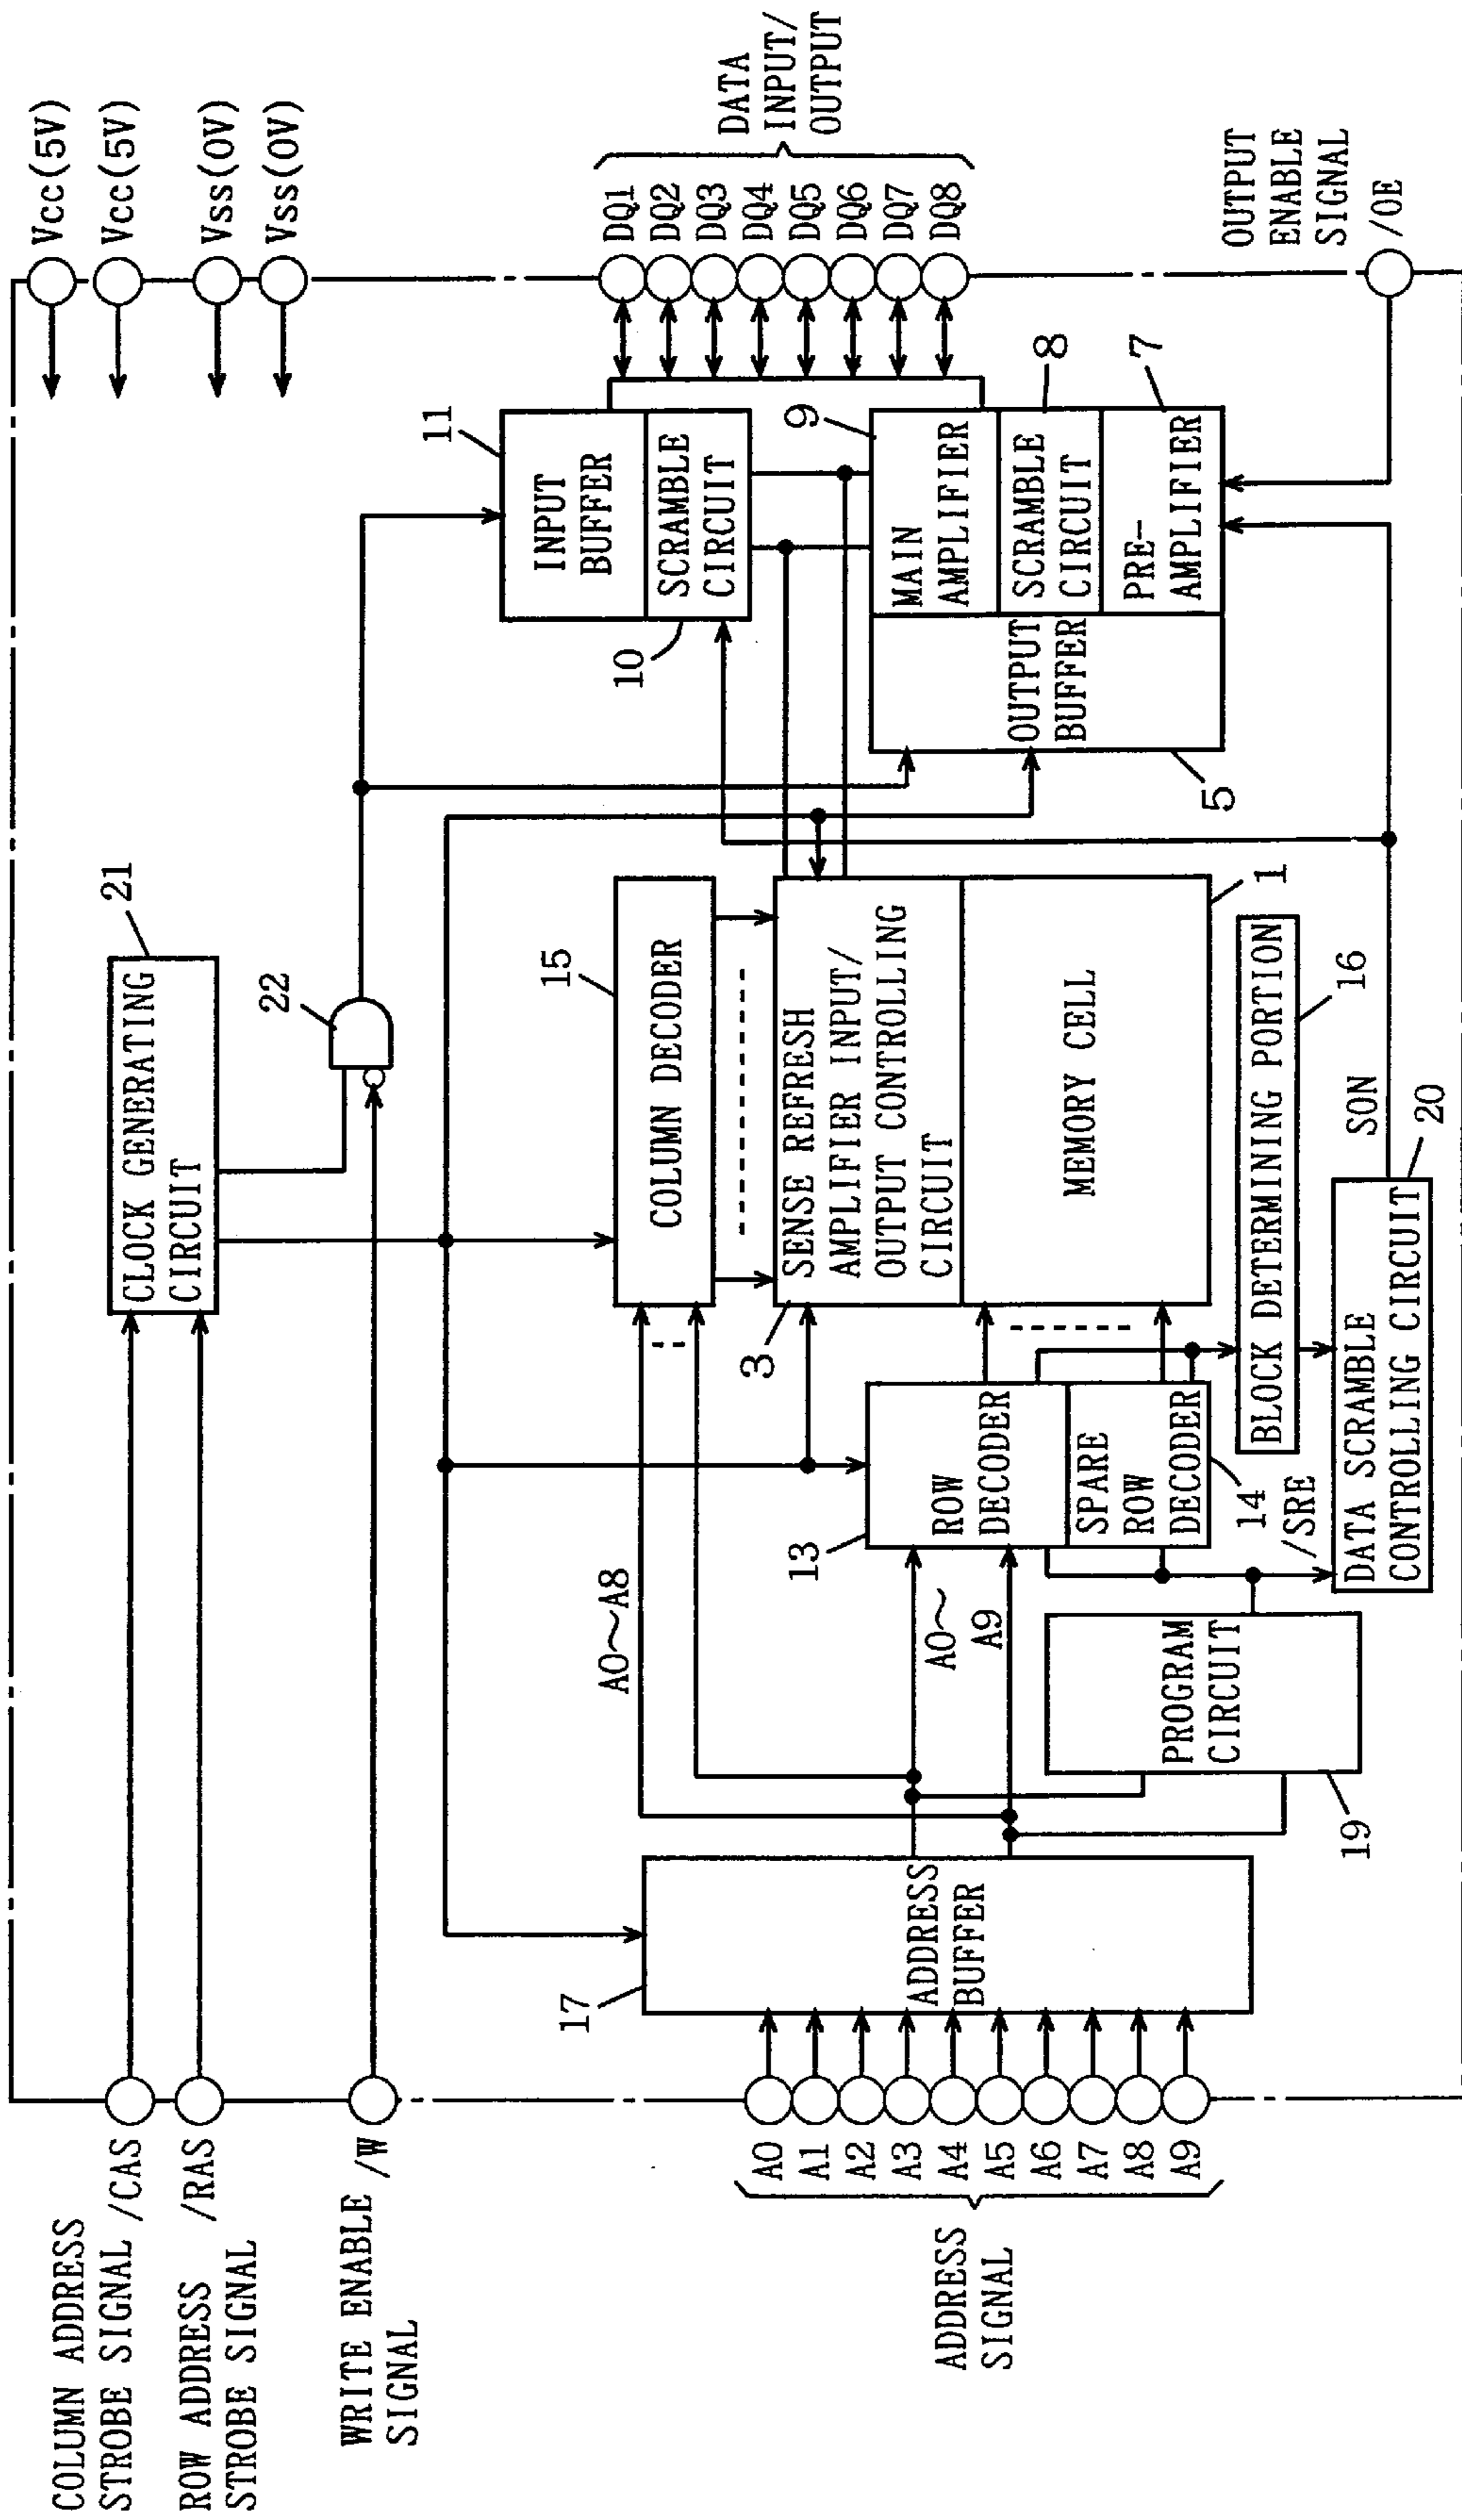 COLUMN ADDRESS
STROBE SIGNAL /CAS
ROW ADDRESS /RAS
STROBE SIGNAL
WRITE ENABLE /W
SIGNAL
ADDRESS
SIGNAL
A0
A1
A2
A3
A4
A5
A6
A7
A8
A9
17
ADDRESS
BUFFER
A0~A8
A0~
A9
19
PROGRAM
CIRCUIT
13
ROW
DECODER
SPARE
ROW
DECODER
14
/SRE
21
CLOCK GENERATING
CIRCUIT
22
15
COLUMN DECODER
3
SENSE REFRESH
AMPLIFIER INPUT/
OUTPUT CONTROLLING
CIRCUIT
MEMORY CELL
1
BLOCK DETERMINING PORTION
16
DATA SCRAMBLE
CONTROLLING CIRCUIT
20
SON
11
INPUT
BUFFER
SCRAMBLE
CIRCUIT
10
9
MAIN
AMPLIFIER
SCRAMBLE
CIRCUIT
8
PRE-
AMPLIFIER
7
OUTPUT
BUFFER
5
Vcc(5V)
Vcc(5V)
Vss(0V)
Vss(0V)
DQ1
DQ2
DQ3
DQ4
DQ5
DQ6
DQ7
DQ8
DATA
INPUT/
OUTPUT
OUTPUT
ENABLE
SIGNAL
/OE